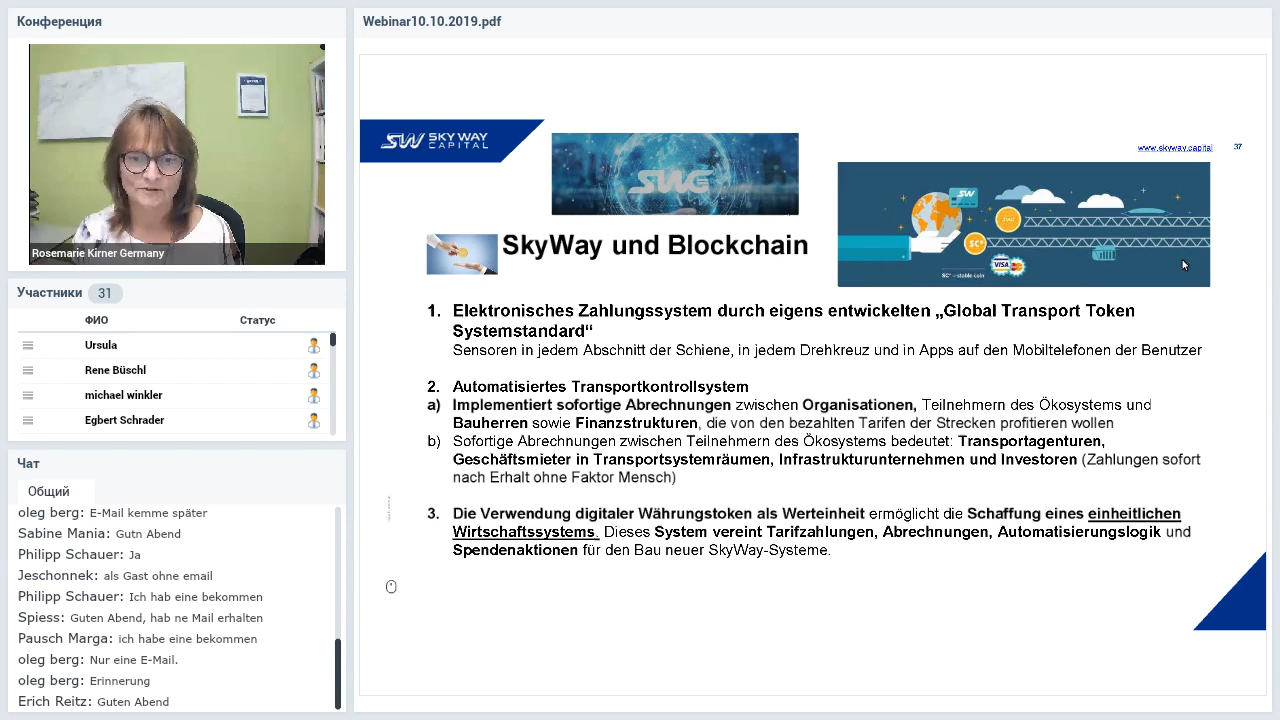 Конференция
Rosemarie Kirner Germany
Участники 31
ФИО Статус
Ursula
Rene Büschl
michael winkler
Egbert Schrader
Чат
Общий
oleg berg: E-Mail kemme später
Sabine Mania: Gutn Abend
Philipp Schauer: Ja
Jeschonnek: als Gast ohne email
Philipp Schauer: Ich hab eine bekommen
Spiess: Guten Abend, hab ne Mail erhalten
Pausch Marga: ich habe eine bekommen
oleg berg: Nur eine E-Mail.
oleg berg: Erinnerung
Erich Reitz: Guten Abend
Webinar10.10.2019.pdf
SW SKYWAY
CAPITAL
SWC
www.skyway.capital 37
SW
SC*
SC* — stable coin
VISA
SkyWay und Blockchain
1. Elektronisches Zahlungssystem durch eigens entwickelten „Global Transport Token
Systemstandard“
Sensoren in jedem Abschnitt der Schiene, in jedem Drehkreuz und in Apps auf den Mobiltelefonen der Benutzer
2. Automatisiertes Transportkontrollsystem
a) Implementiert sofortige Abrechnungen zwischen Organisationen, Teilnehmern des Ökosystems und
Bauherren sowie Finanzstrukturen, die von den bezahlten Tarifen der Strecken profitieren wollen
b) Sofortige Abrechnungen zwischen Teilnehmern des Ökosystems bedeutet: Transportagenturen,
Geschäftsmieter in Transportsystemräumen, Infrastrukturunternehmen und Investoren (Zahlungen sofort
nach Erhalt ohne Faktor Mensch)
3. Die Verwendung digitaler Währungstoken als Werteinheit ermöglicht die Schaffung eines einheitlichen
Wirtschaftssystems. Dieses System vereint Tarifzahlungen, Abrechnungen, Automatisierungslogik und
Spendenaktionen für den Bau neuer SkyWay-Systeme.